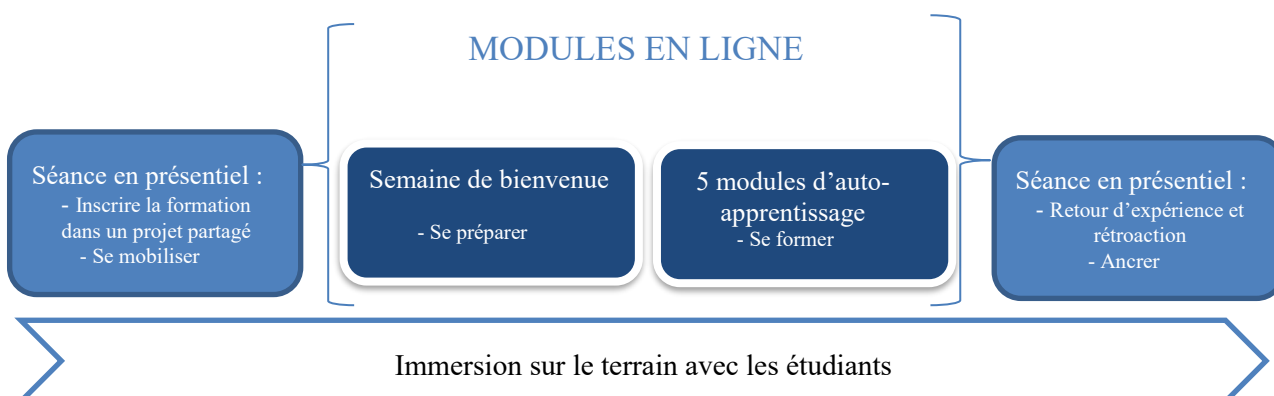 MODULES EN LIGNE
Séance en présentiel :
- Inscrire la formation
dans un projet partagé
- Se mobiliser
Semaine de bienvenue
- Se préparer
5 modules d’auto-
apprentissage
- Se former
Séance en présentiel :
- Retour d’expérience et
rétroaction
- Ancrer
Immersion sur le terrain avec les étudiants